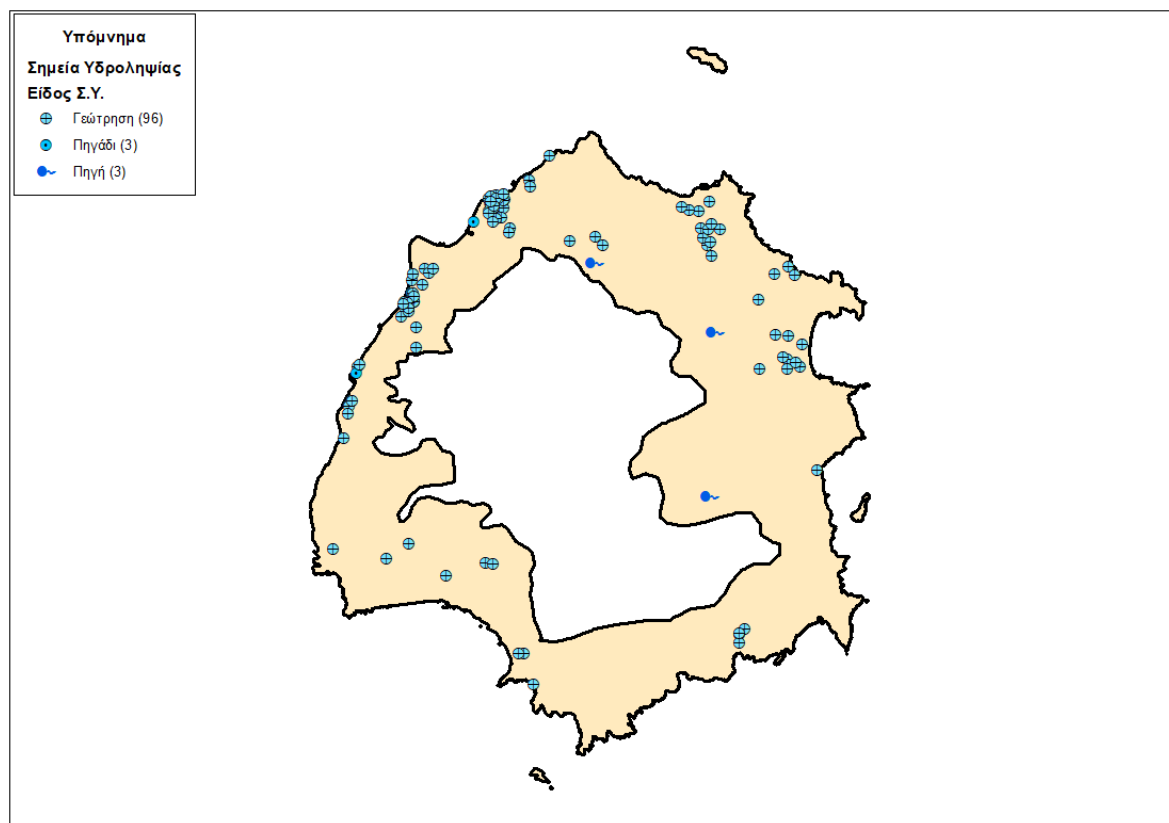 Υπόμνημα
Σημεία Υδροληψίας
Είδος Σ.Υ.
Γεώτρηση (96)
Πηγάδι (3)
Πηγή (3)